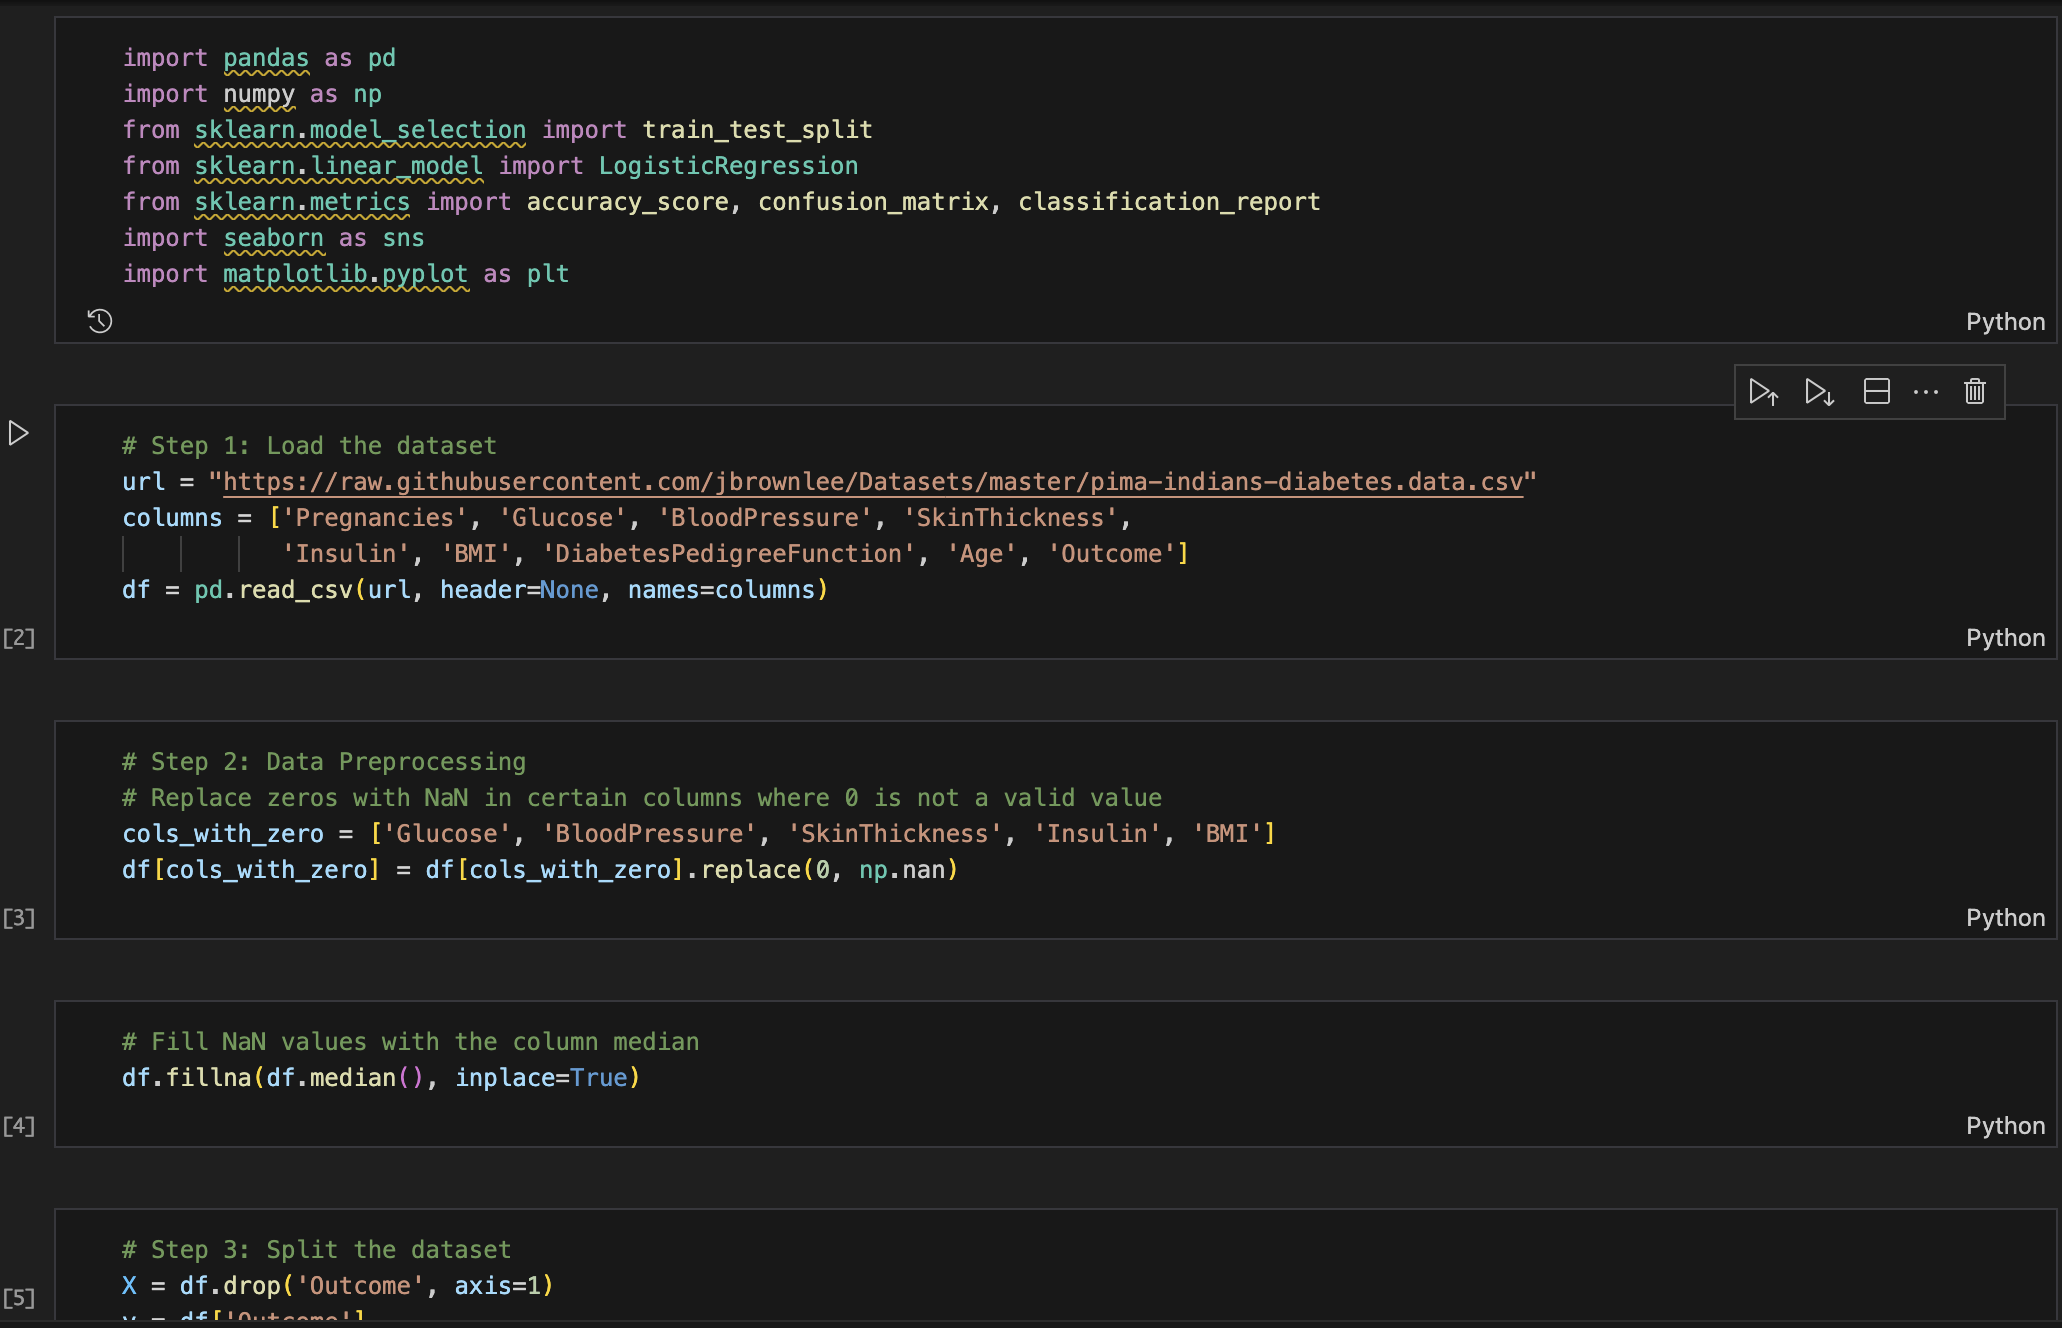 import pandas as pd
import numpy as np
from sklearn.model_selection import train_test_split
from sklearn.linear_model import LogisticRegression
from sklearn.metrics import accuracy_score, confusion_matrix, classification_report
import seaborn as sns
import matplotlib.pyplot as plt
Python
# Step 1: Load the dataset
url = "https://raw.githubusercontent.com/jbrownlee/Datasets/master/pima-indians-diabetes.data.csv"
columns = ['Pregnancies', 'Glucose', 'BloodPressure', 'SkinThickness',
           'Insulin', 'BMI', 'DiabetesPedigreeFunction', 'Age', 'Outcome']
df = pd.read_csv(url, header=None, names=columns)
[2]
Python
# Step 2: Data Preprocessing
# Replace zeros with NaN in certain columns where 0 is not a valid value
cols_with_zero = ['Glucose', 'BloodPressure', 'SkinThickness', 'Insulin', 'BMI']
df[cols_with_zero] = df[cols_with_zero].replace(0, np.nan)
[3]
Python
# Fill NaN values with the column median
df.fillna(df.median(), inplace=True)
[4]
Python
# Step 3: Split the dataset
X = df.drop('Outcome', axis=1)
[5]
y = df['Outcome']